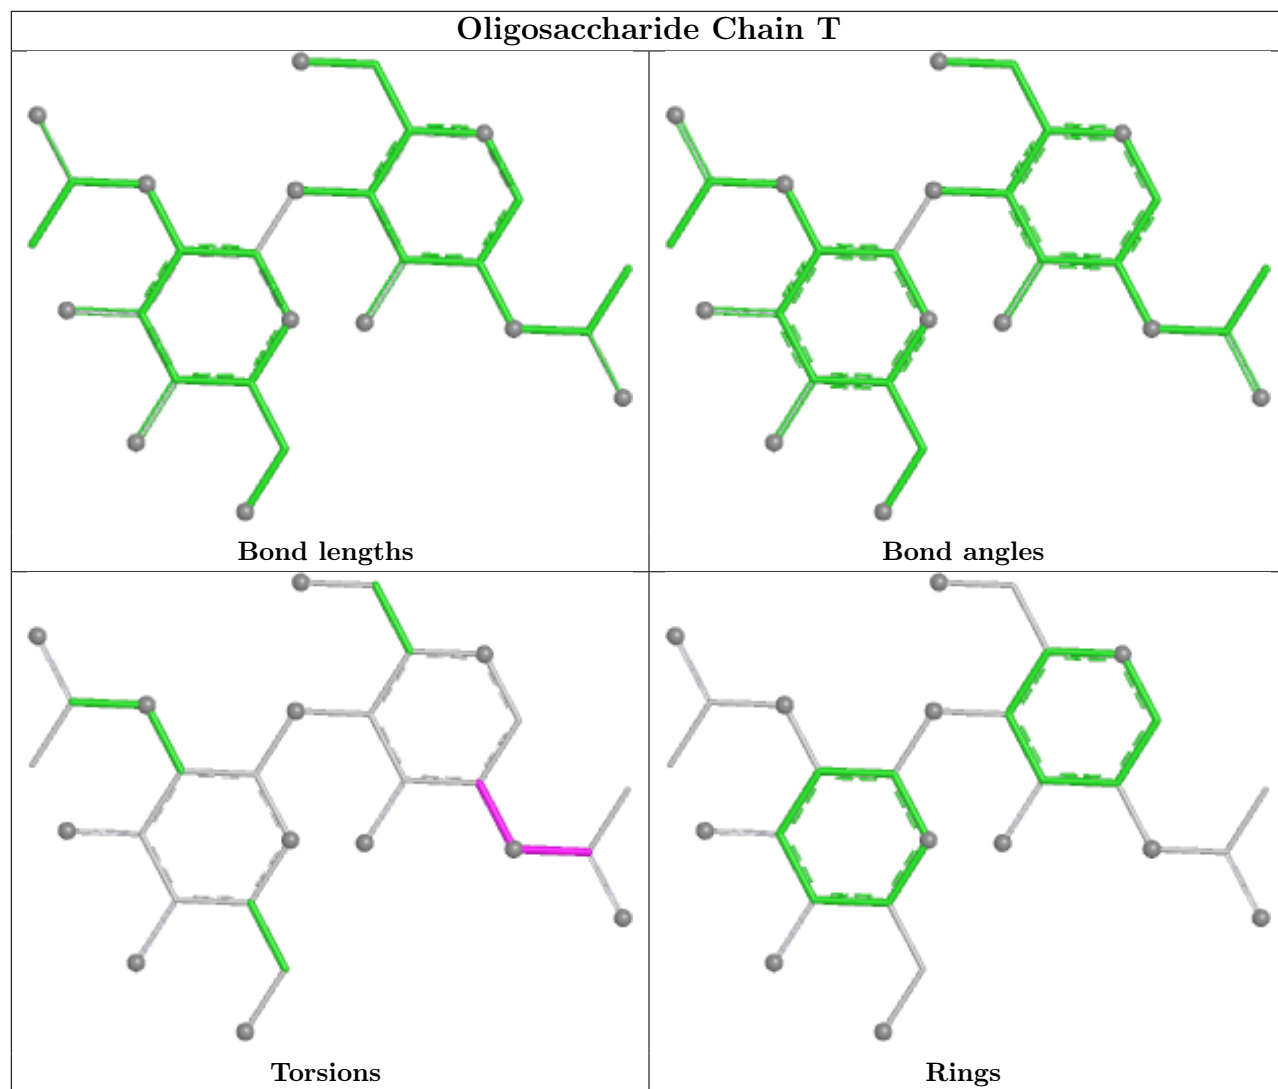 Oligosaccharide Chain T
Bond lengths
Bond angles
Torsions
Rings